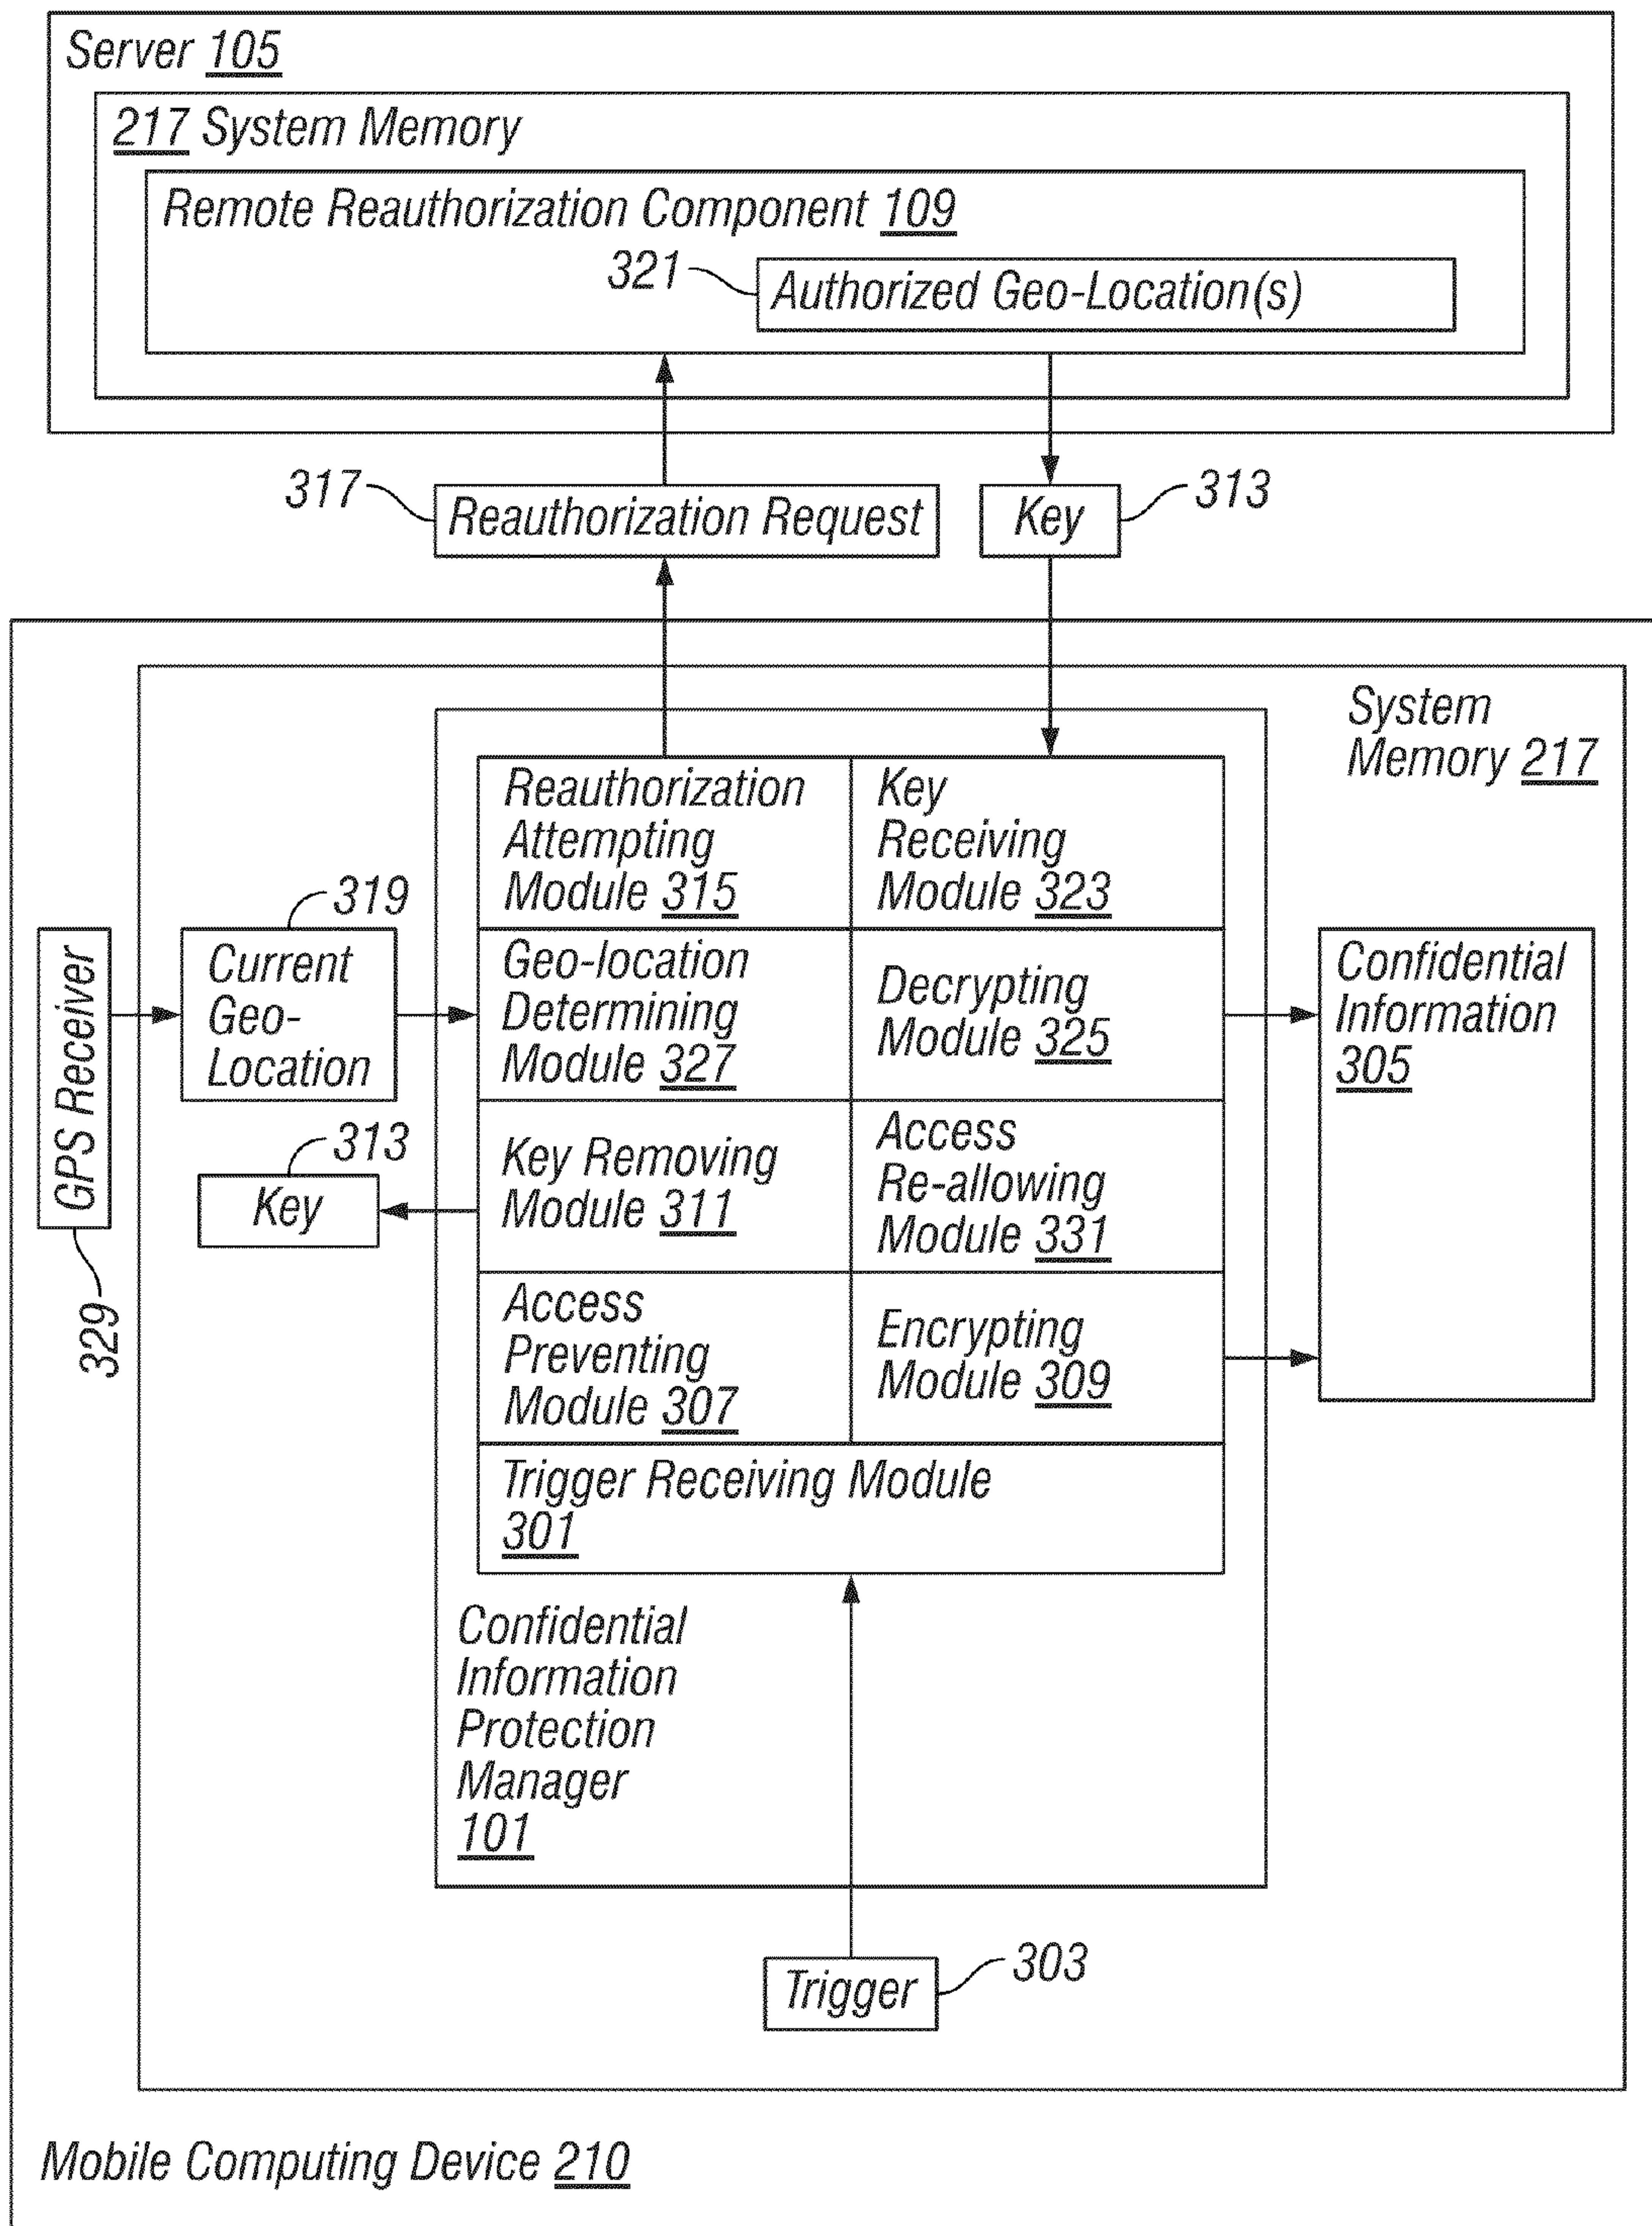 Server 105
217 System Memory
Remote Reauthorization Component 109
321
Authorized Geo-Location(s)
317
Reauthorization Request
Key
313
System
Memory 217
Reauthorization
Attempting
Module 315
Key
Receiving
Module 323
319
Current
Geo-
Location
GPS Receiver
329
Geo-location
Determining
Module 327
Decrypting
Module 325
Confidential
Information
305
313
Key
Key Removing
Module 311
Access
Re-allowing
Module 331
Access
Preventing
Module 307
Encrypting
Module 309
Trigger Receiving Module
301
Confidential
Information
Protection
Manager
101
Trigger
303
Mobile Computing Device 210